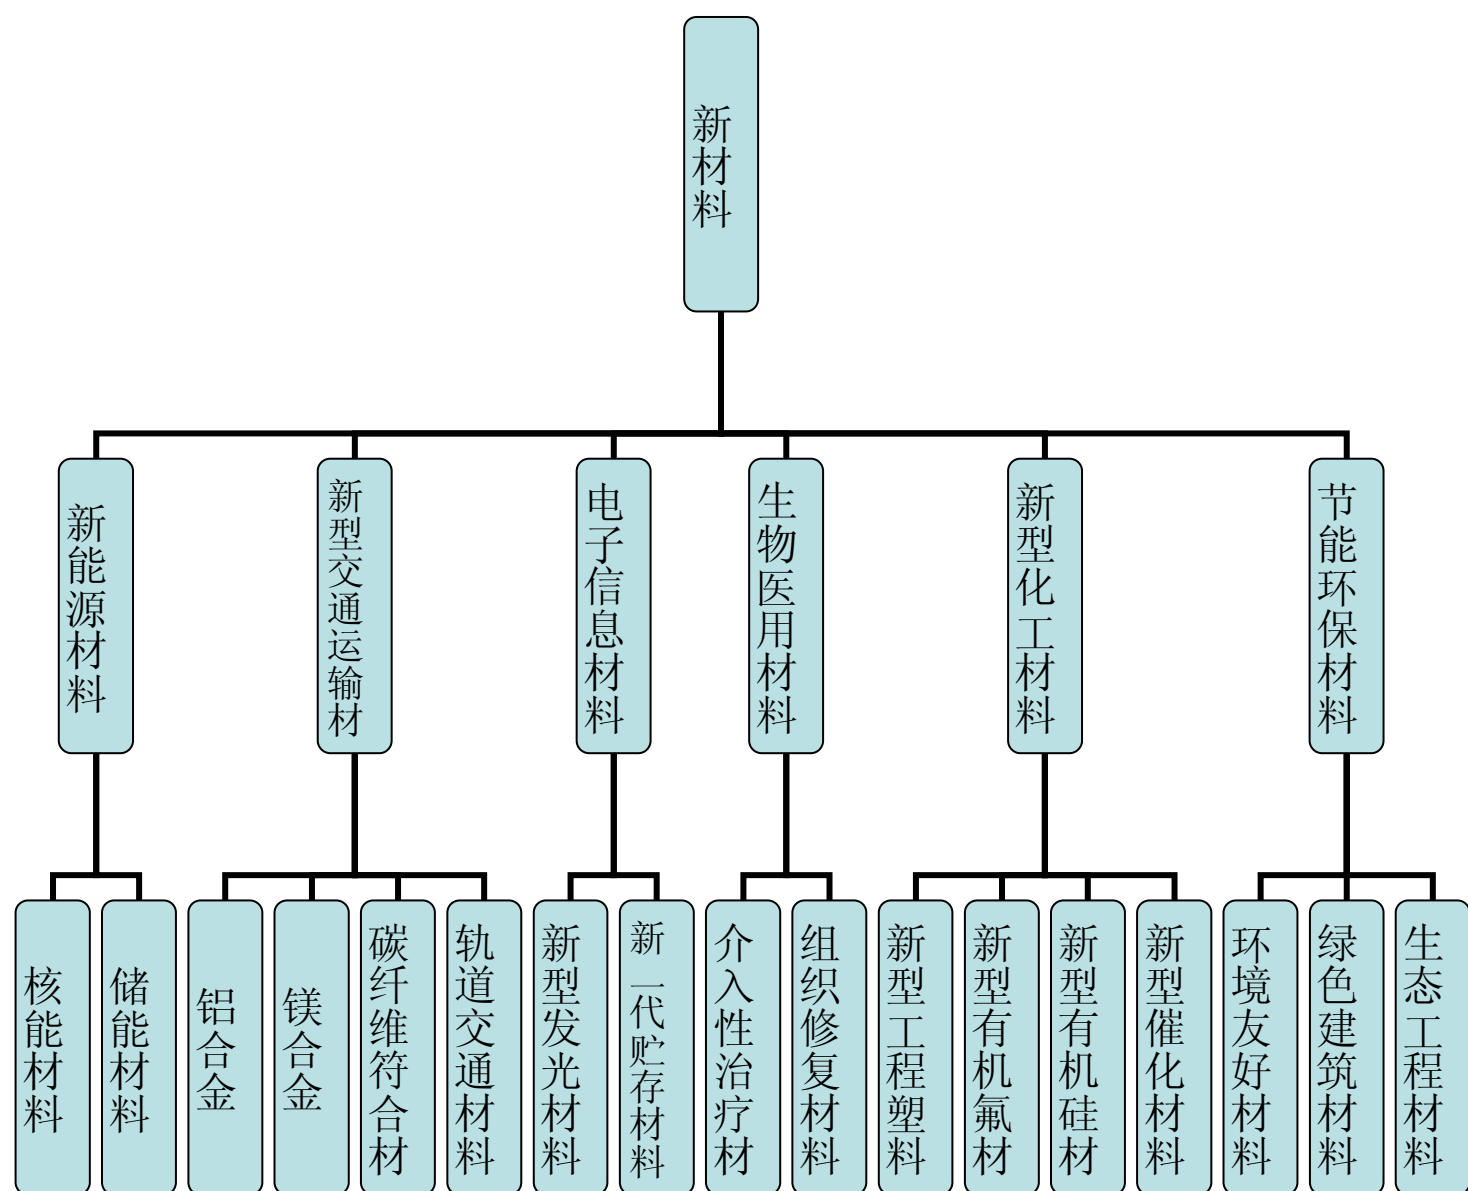 新材料
新能源材料
新型交通运输材
电子信息材料
生物医用材料
新型化工材料
节能环保材料
核能材料
储能材料
铝合金
镁合金
碳纤维符合材
轨道交通材料
新型发光材料
新一代贮存材料
介入性治疗材
组织修复材料
新型工程塑料
新型有机氟材
新型有机硅材
新型催化材料
环境友好材料
绿色建筑材料
生态工程材料